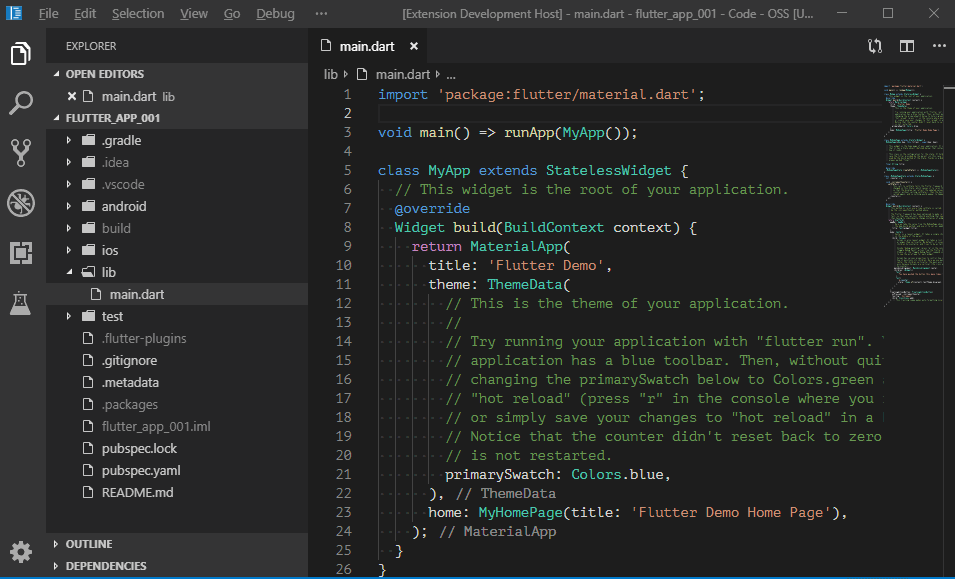 File Edit Selection View Go Debug ··· [Extension Development Host] - main.dart - flutter_app_001 - Code - OSS [U...
EXPLORER
OPEN EDITORS
main.dart lib
FLUTTER_APP_001
.gradle
.idea
.vscode
android
build
ios
lib
main.dart
test
.flutter-plugins
.gitignore
.metadata
.packages
flutter_app_001.iml
pubspec.lock
pubspec.yaml
README.md
OUTLINE
DEPENDENCIES
main.dart
lib main.dart ...
1 import 'package:flutter/material.dart';
2
3 void main() => runApp(MyApp());
4
5 class MyApp extends StatelessWidget {
6 // This widget is the root of your application.
7 @override
8 Widget build(BuildContext context) {
9 return MaterialApp(
10 title: 'Flutter Demo',
11 theme: ThemeData(
12 // This is the theme of your application.
13 //
14 // Try running your application with "flutter run".
15 // application has a blue toolbar. Then, without qui
16 // changing the primarySwatch below to Colors.green
17 // "hot reload" (press "r" in the console where you
18 // or simply save your changes to "hot reload" in a
19 // Notice that the counter didn't reset back to zero
20 // is not restarted.
21 primarySwatch: Colors.blue,
22 ), // ThemeData
23 home: MyHomePage(title: 'Flutter Demo Home Page'),
24 ); // MaterialApp
25 }
26 }